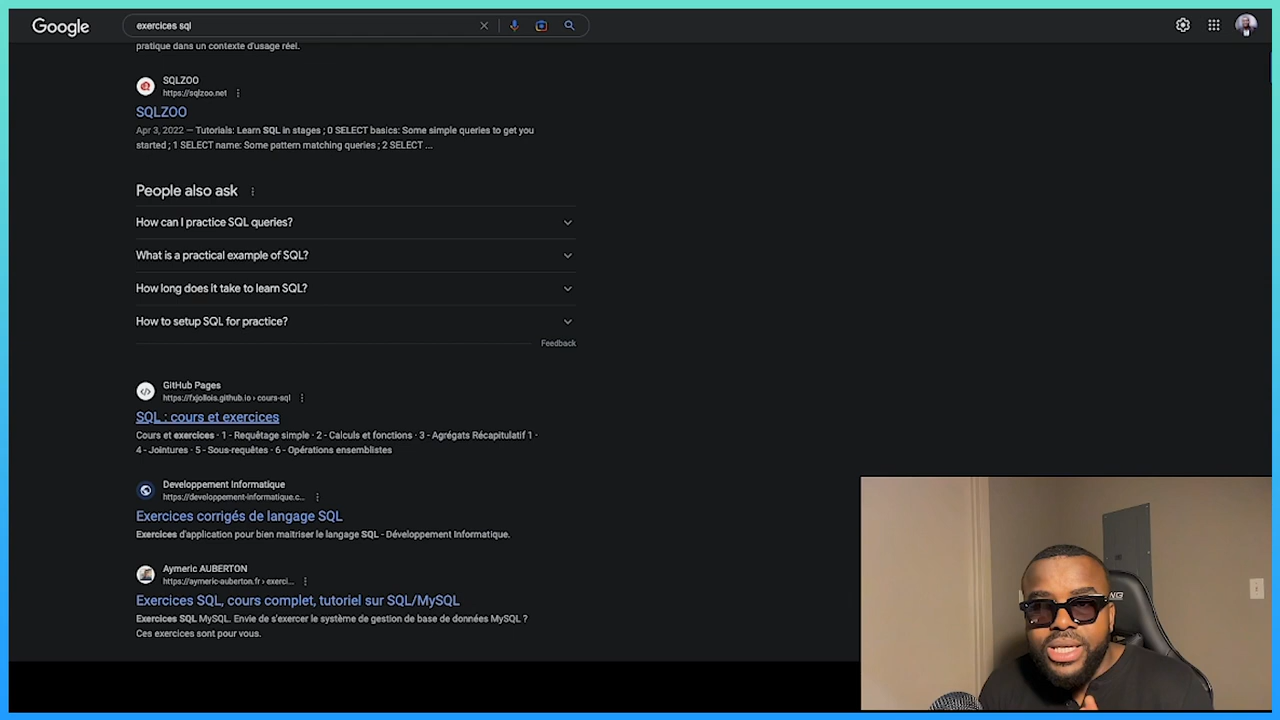 Google
exercices sql
pratique dans un contexte d'usage réel.
SQLZOO
https://sqlzoo.net
SQLZOO
Apr 3, 2022 — Tutorials: Learn SQL in stages ; 0 SELECT basics: Some simple queries to get you
started ; 1 SELECT name: Some pattern matching queries ; 2 SELECT ...
People also ask
How can I practice SQL queries?
What is a practical example of SQL?
How long does it take to learn SQL?
How to setup SQL for practice?
Feedback
GitHub Pages
https://fxjollois.github.io › cours-sql
SQL : cours et exercices
Cours et exercices · 1 - Requêtage simple · 2 - Calculs et fonctions · 3 - Agrégats Récapitulatif 1 ·
4 - Jointures · 5 - Sous-requêtes · 6 - Opérations ensemblistes
Developpement Informatique
https://developpement-informatique.c...
Exercices corrigés de langage SQL
Exercices d'application pour bien maitriser le langage SQL - Développement Informatique.
Aymeric AUBERTON
https://aymeric-auberton.fr › exerci...
Exercices SQL, cours complet, tutoriel sur SQL/MySQL
Exercices SQL MySQL. Envie de s'exercer le système de gestion de base de données MySQL ?
Ces exercices sont pour vous.